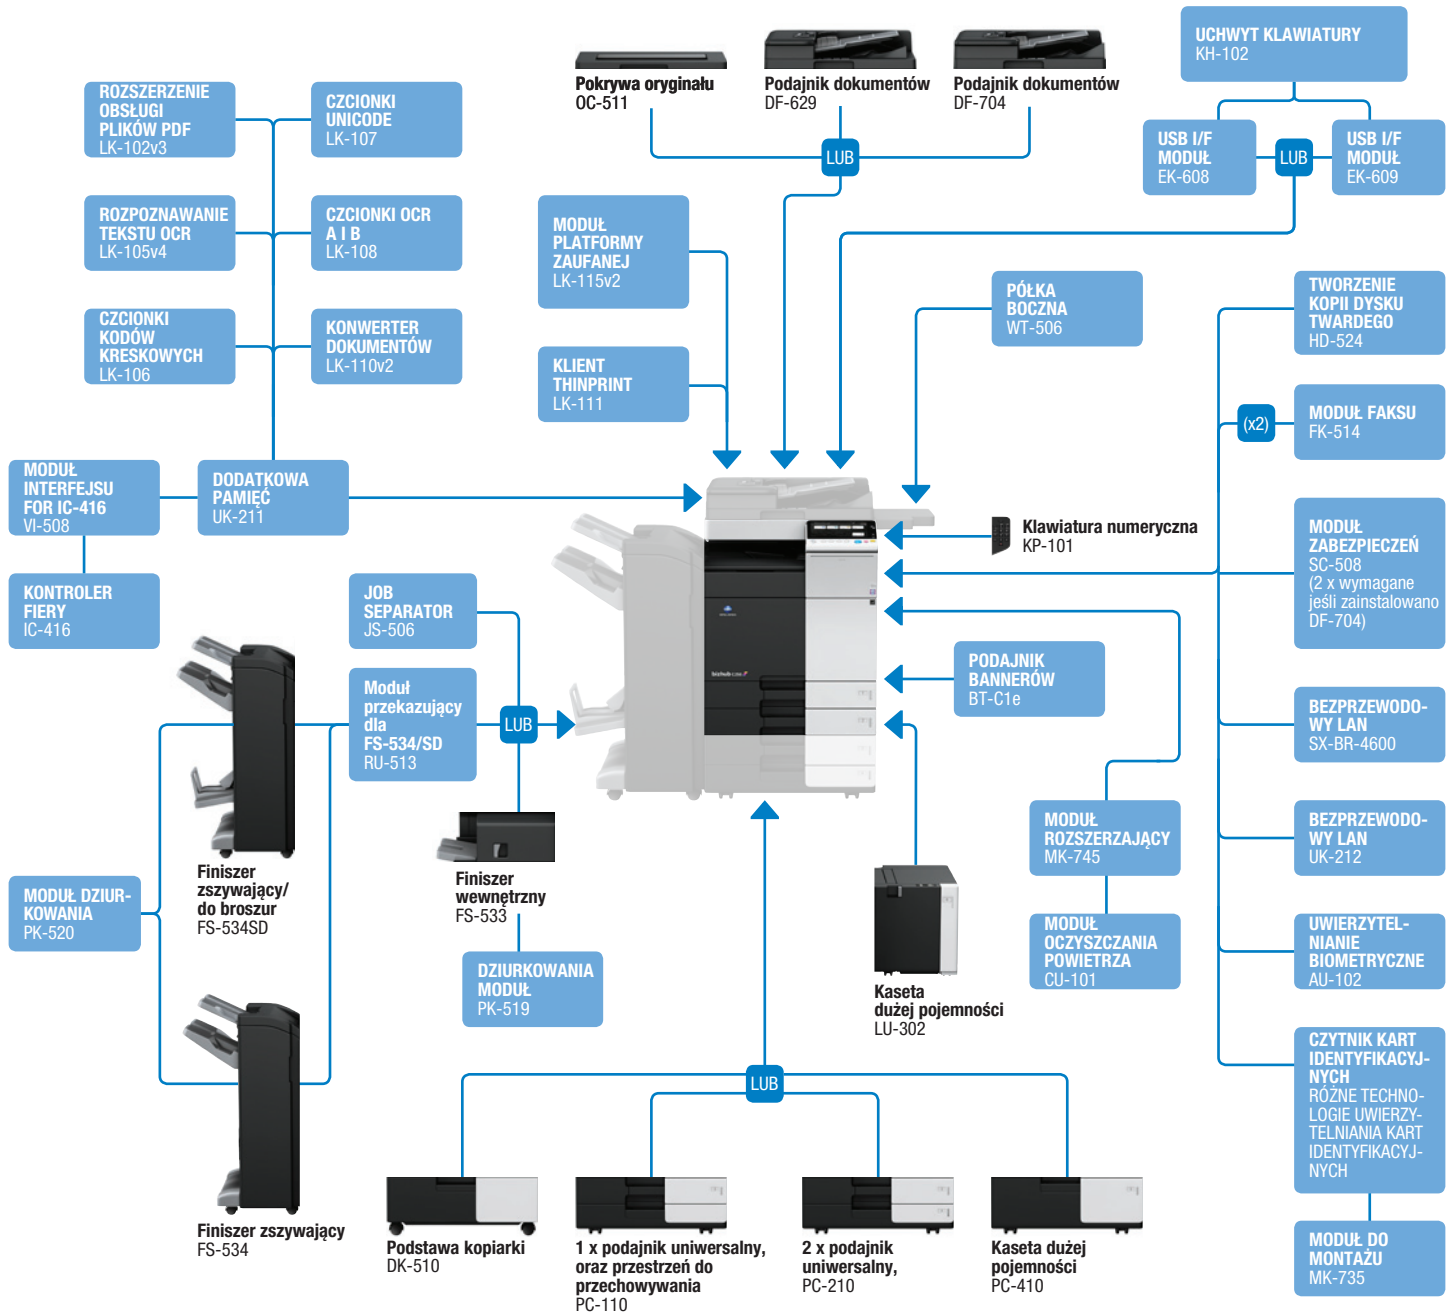 Pokrywa oryginału
OC-511
Podajnik dokumentów
DF-629
Podajnik dokumentów
DF-704
LUB
UCHWYT KLAWIATURY
KH-102
USB I/F
MODUŁ
EK-608
LUB
USB I/F
MODUŁ
EK-609
ROZSZERZENIE
OBSŁUGI
PLIKÓW PDF
LK-102v3
CZCIONKI
UNICODE
LK-107
ROZPOZNAWANIE
TEKSTU OCR
LK-105v4
CZCIONKI OCR
A I B
LK-108
CZCIONKI
KODÓW
KRESKOWYCH
LK-106
KONWERTER
DOKUMENTÓW
LK-110v2
MODUŁ
PLATFORMY
ZAUFANEJ
LK-115v2
KLIENT
THINPRINT
LK-111
PÓŁKA
BOCZNA
WT-506
TWORZENIE
KOPII DYSKU
TWARDEGO
HD-524
(x2)
MODUŁ FAKSU
FK-514
MODUŁ
INTERFEJSU
FOR IC-416
VI-508
DODATKOWA
PAMIĘĆ
UK-211
KONTROLER
FIERY
IC-416
Klawiatura numeryczna
KP-101
MODUŁ
ZABEZPIECZEŃ
SC-508
(2 x wymagane
jeśli zainstalowano
DF-704)
JOB
SEPARATOR
JS-506
Moduł
przekazujący
dla
FS-534/SD
RU-513
LUB
bizhub
PODAJNIK
BANNERÓW
BT-C1e
BEZPRZEWODO-
WY LAN
SX-BR-4600
MODUŁ
ROZSZERZAJĄCY
MK-745
BEZPRZEWODO-
WY LAN
UK-212
Finiszer
zszywający/
do broszur
FS-534SD
Finiszer
wewnętrzny
FS-533
MODUŁ DZIUR-
KOWANIA
PK-520
DZIURKOWANIA
MODUŁ
PK-519
Kaseta
dużej pojemności
LU-302
MODUŁ
OCZYSZCZANIA
POWIETRZA
CU-101
UWIERZYTEL-
NIANIE
BIOMETRYCZNE
AU-102
CZYTNIK KART
IDENTYFIKACYJ-
NYCH
RÓŻNE TECHNO-
LOGIE UWIERZY-
TELNIANIA KART
IDENTYFIKACYJ-
NYCH
LUB
Finiszer zszywający
FS-534
Podstawa kopiarki
DK-510
1 x podajnik uniwersalny,
oraz przestrzeń do
przechowywania
PC-110
2 x podajnik
uniwersalny,
PC-210
Kaseta dużej
pojemności
PC-410
MODUŁ DO
MONTAŻU
MK-735